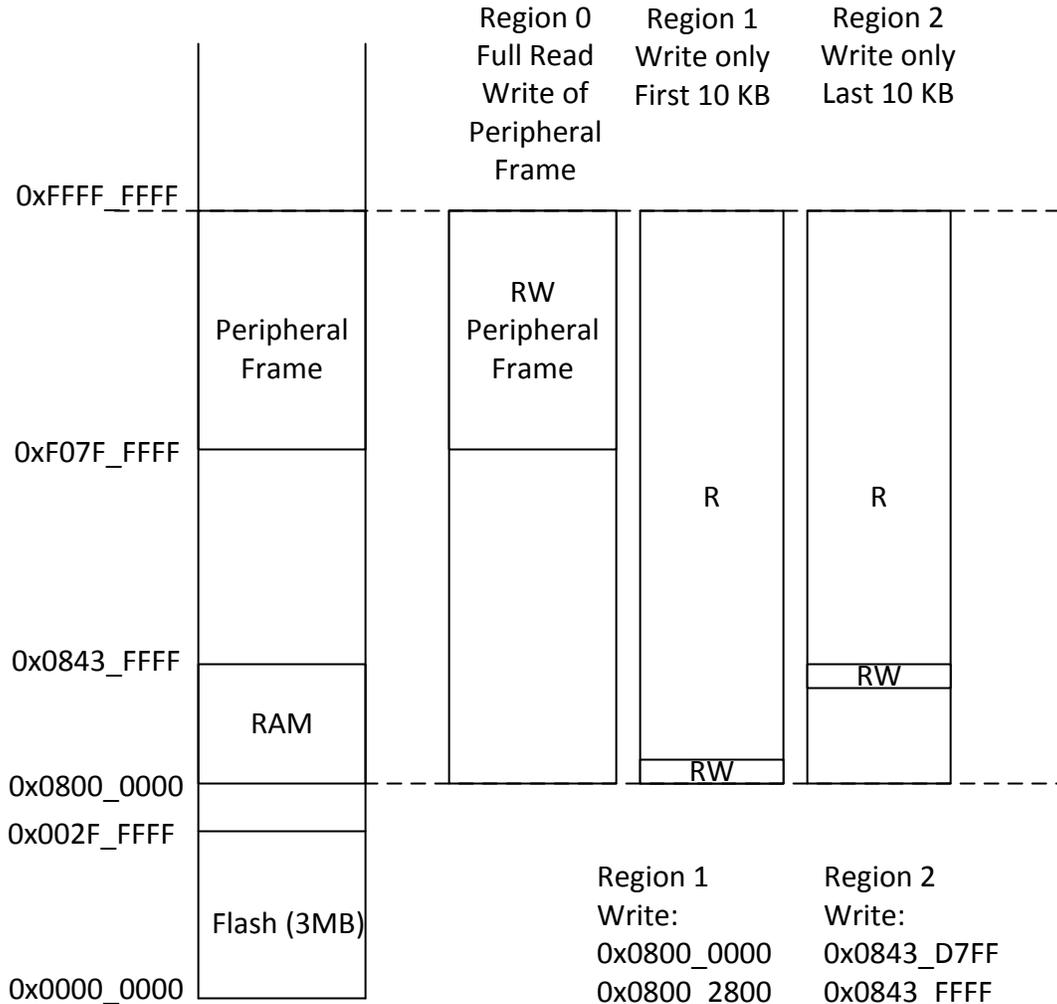 Region 0
Full Read
Write of
Peripheral
Frame
Region 1
Write only
First 10 KB
Region 2
Write only
Last 10 KB
0xFFFF_FFFF
Peripheral
Frame
RW
Peripheral
Frame
0xF07F_FFFF
R
R
0x0843_FFFF
RW
RAM
RW
0x0800_0000
0x002F_FFFF
Flash (3MB)
0x0000_0000
Region 1
Write:
0x0800_0000
0x0800_2800
Region 2
Write:
0x0843_D7FF
0x0843_FFFF